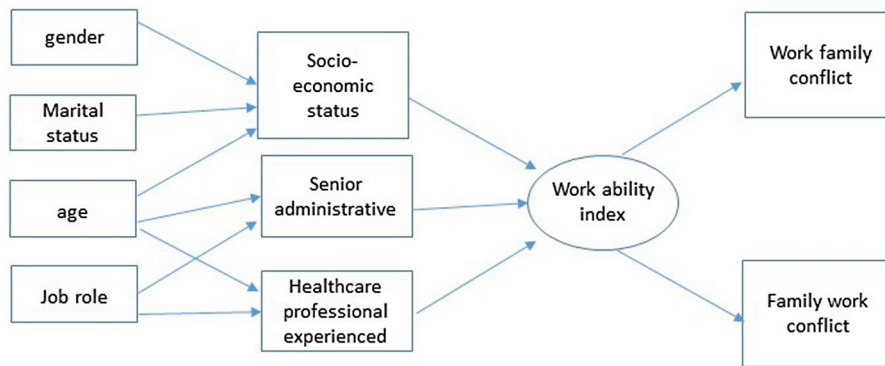 gender
Marital
status
age
Job role
Socio-
economic
status
Senior
administrative
Healthcare
professional
experienced
Work ability
index
Work family
conflict
Family work
conflict